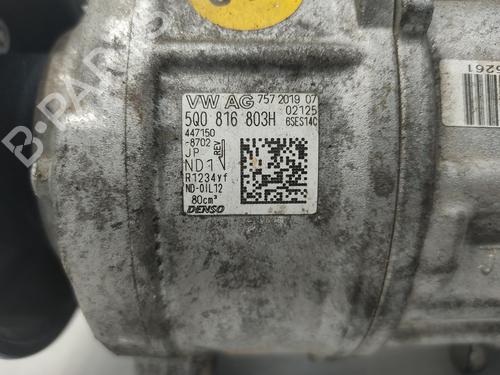 VW AG 757 2019 07
02125
5Q0 816 803H 6SES14C
447150
-8702
JP REV
ND1
R1234yf
ND-OIL12
80cm³
DENSO